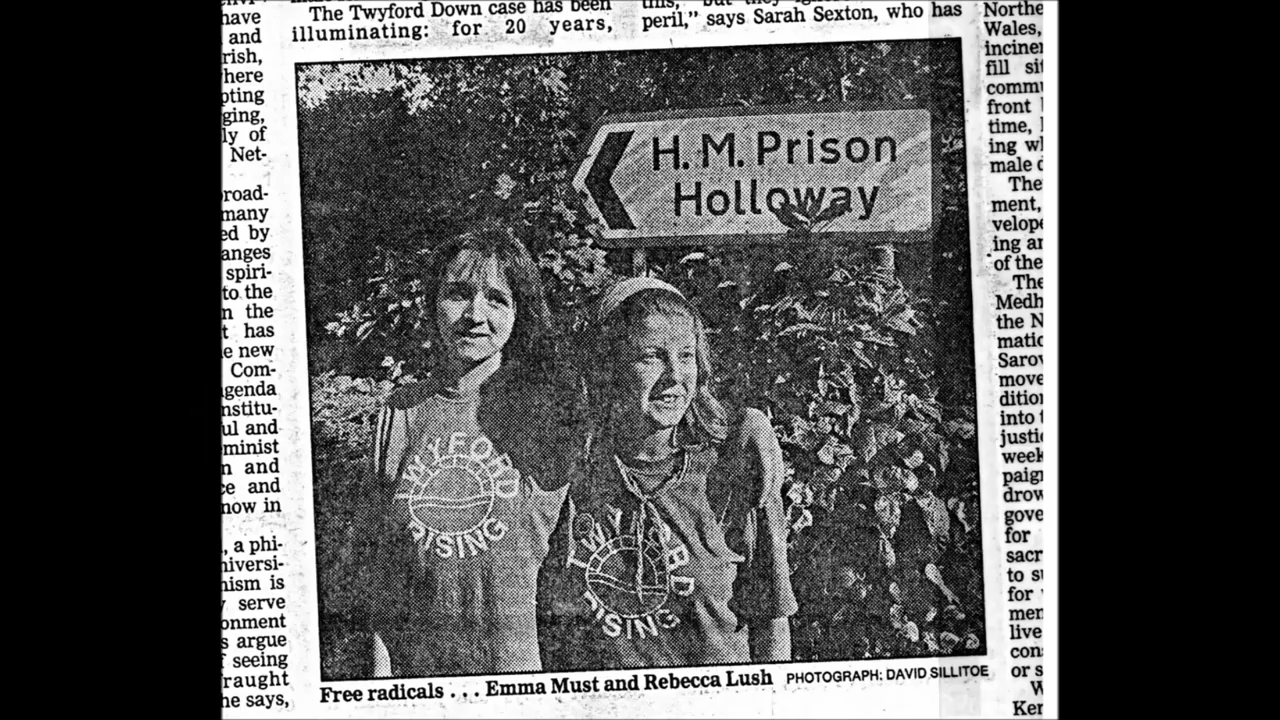 have
and
rish,
here
pting
ging,
ly of
Net-
road-
many
ed by
anges
spiri-
to the
n the
t has
e new
Com-
genda
nstitu-
ul and
minist
n and
ce and
now in
, a phi-
niversi-
nism is
serve
onment
s argue
f seeing
fraught
he says,
The Twyford Down case has been
illuminating: for 20 years,
peril,” says Sarah Sexton, who has
H.M. Prison
Holloway
TWYFORD
RISING
TWYFORD
RISING
Free radicals . . . Emma Must and Rebecca Lush
PHOTOGRAPH: DAVID SILLITOE
Northe
Wales,
inciner
fill sit
commu
front
time,
ing wh
male d
The
ment,
velope
ing an
of the
The
Medh
the N
matic
Sarov
move
dition
into
justic
week
paign
drow
gove
for
sacr
to su
for
men
live
con
or s
W
Ker